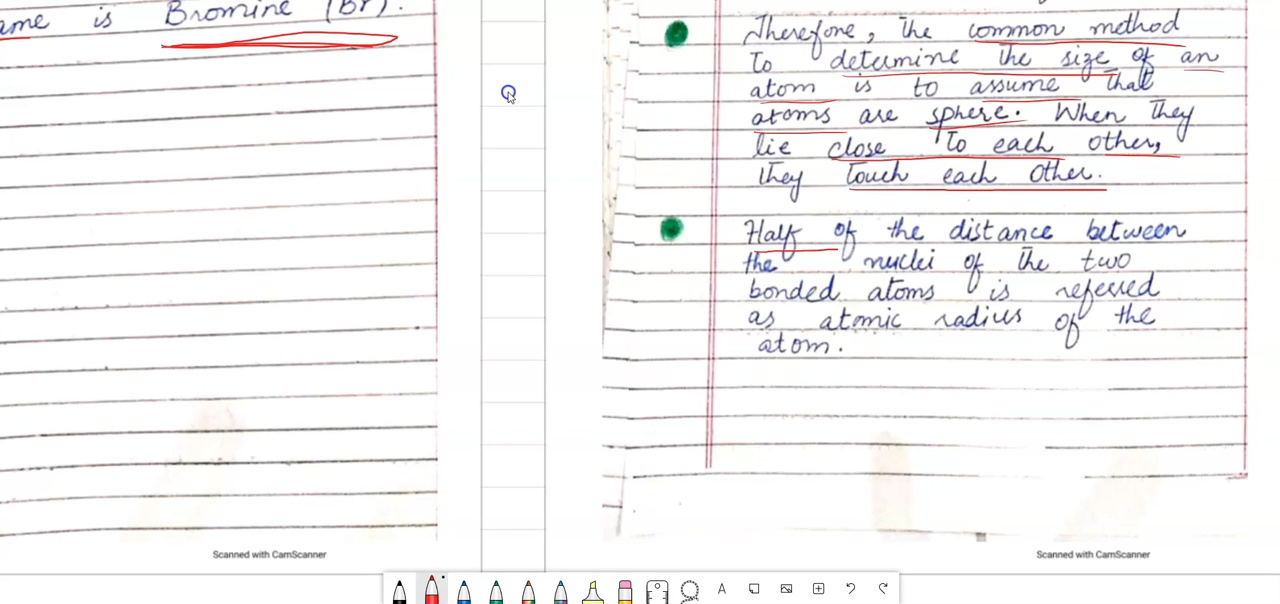 ame is Bromine (Br).
Therefore, the common method
to determine the size of an
atom is to assume that
atoms are sphere. When they
lie close to each other,
they touch each other.
Half of the distance between
the nuclei of the two
bonded atoms is referred
as atomic radius of the
atom.
Scanned with CamScanner
Scanned with CamScanner
A